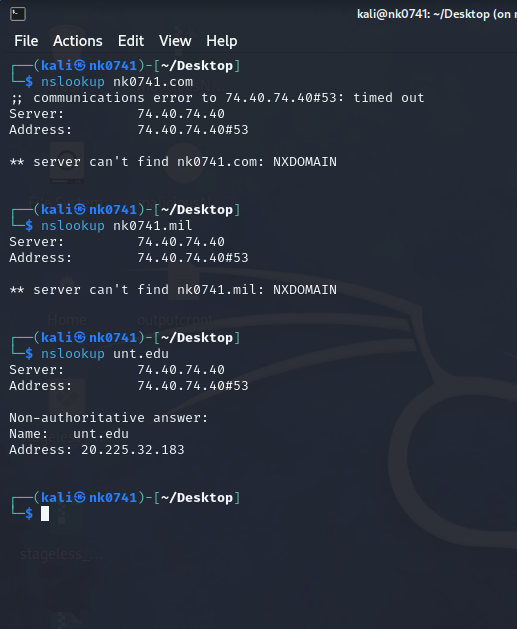 kali@nk0741: ~/Desktop (on
File Actions Edit View Help
┌──(kali㉿nk0741)-[~/Desktop]
└─$ nslookup nk0741.com
;; communications error to 74.40.74.40#53: timed out
Server:         74.40.74.40
Address:        74.40.74.40#53
** server can't find nk0741.com: NXDOMAIN
┌──(kali㉿nk0741)-[~/Desktop]
└─$ nslookup nk0741.mil
Server:         74.40.74.40
Address:        74.40.74.40#53
** server can't find nk0741.mil: NXDOMAIN
┌──(kali㉿nk0741)-[~/Desktop]
└─$ nslookup unt.edu
Server:         74.40.74.40
Address:        74.40.74.40#53
Non-authoritative answer:
Name:   unt.edu
Address: 20.225.32.183
┌──(kali㉿nk0741)-[~/Desktop]
└─$
Home
stageless_...